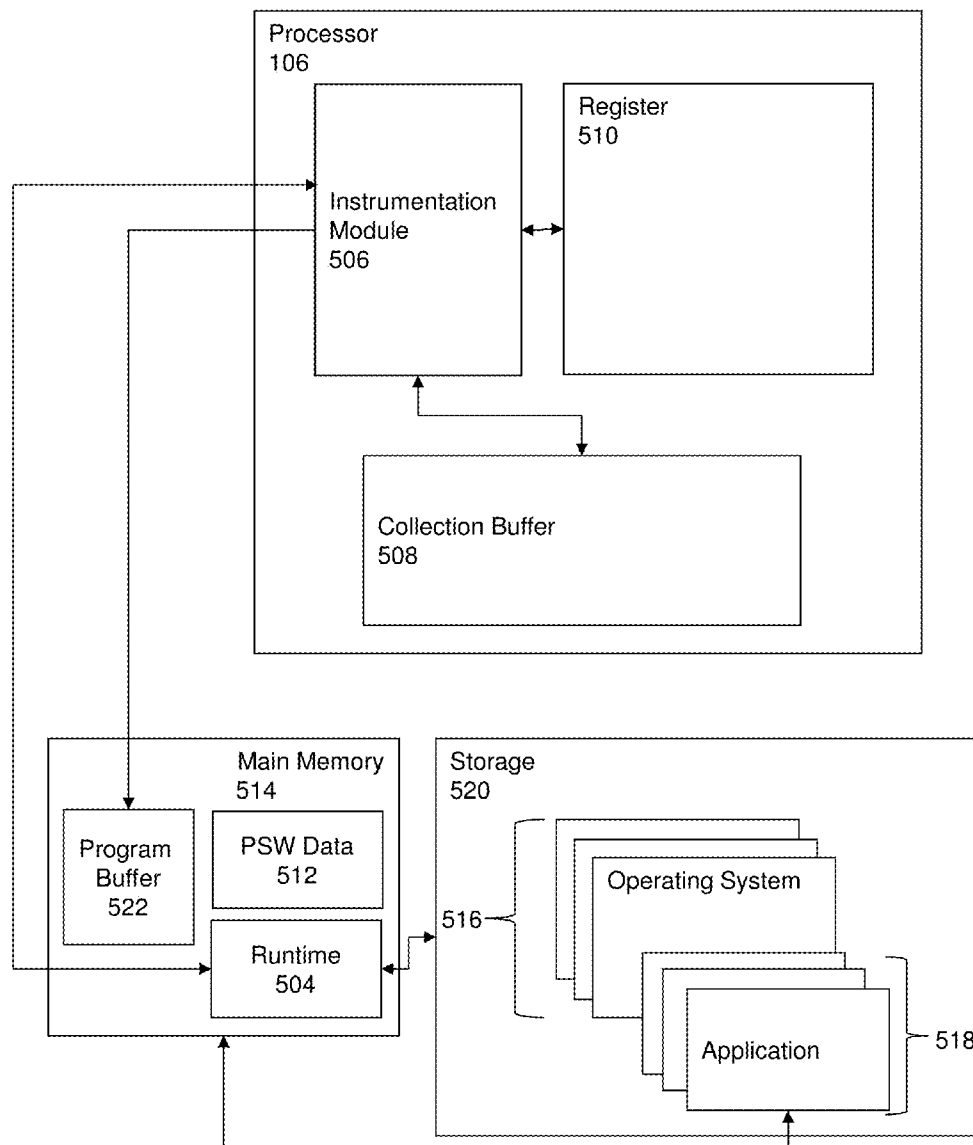 Processor
106
Register
510
Instrumentation
Module
506
Collection Buffer
508
Main Memory
514
Program
Buffer
522
PSW Data
512
Runtime
504
Storage
520
Operating System
516
Application
518